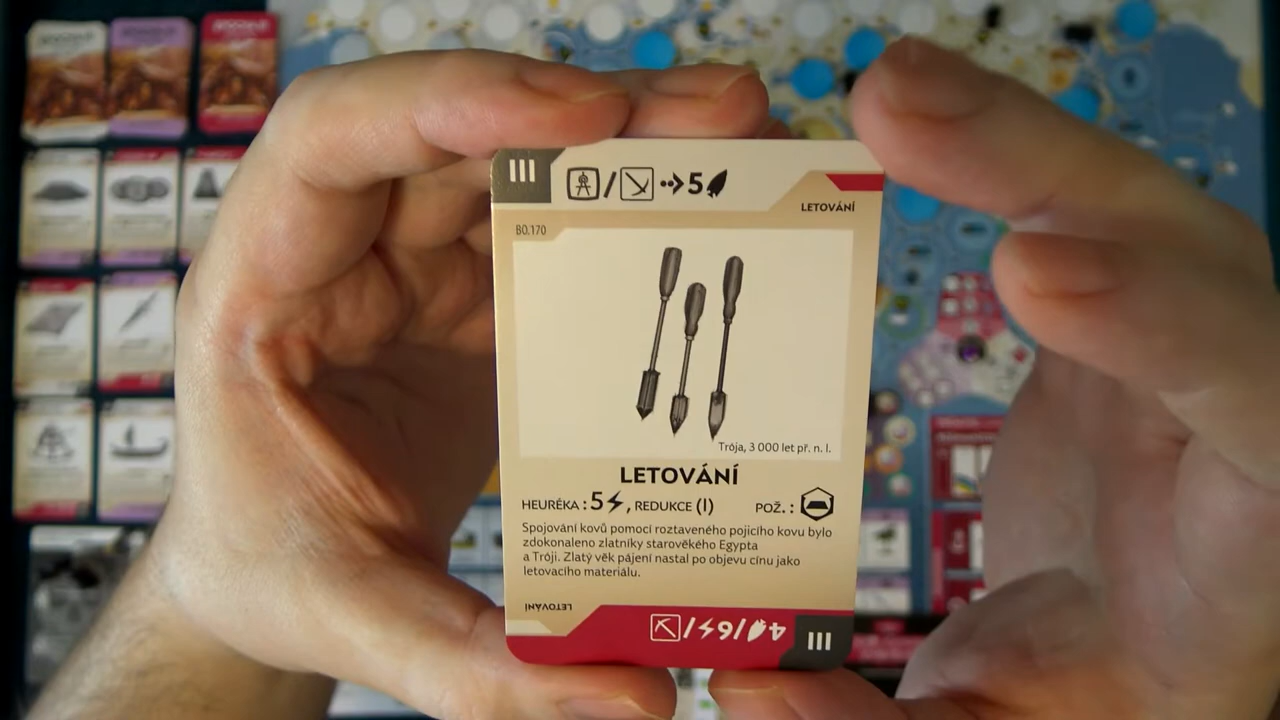 III
/ 5
LETOVÁNÍ
BO.170
Trója, 3 000 let př. n. l.
LETOVÁNÍ
HEURÉKA : 5, REDUKCE (I) POŽ. :
Spojování kovů pomocí roztaveného pojicího kovu bylo
zdokonaleno zlatníky starověkého Egypta
a Tróji. Zlatý věk pájení nastal po objevu cínu jako
letovacího materiálu.
LETOVÁNÍ
4/6/
III